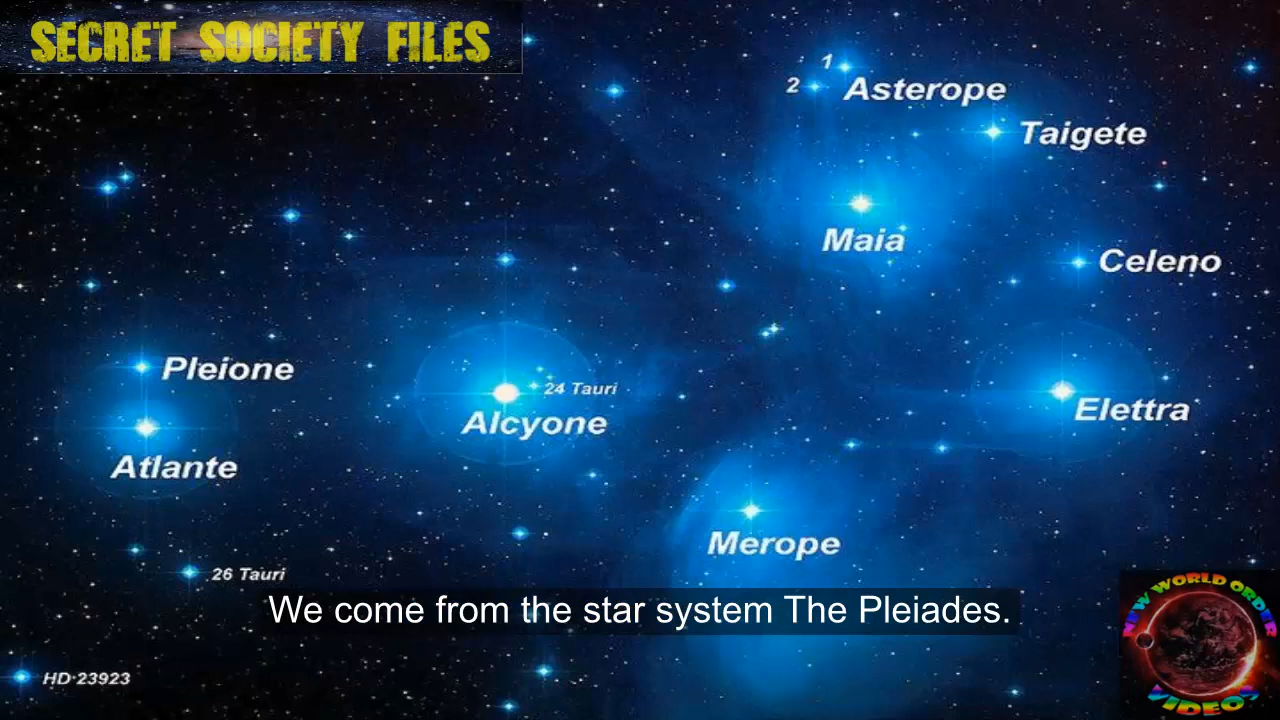 SECRET SOCIETY FILES
1
2
Asterope
Taigete
Maia
Celeno
Pleione
24 Tauri
Alcyone
Elettra
Atlante
Merope
26 Tauri
We come from the star system The Pleiades.
HD 23923
NEW WORLD ORDER
VIDEOS